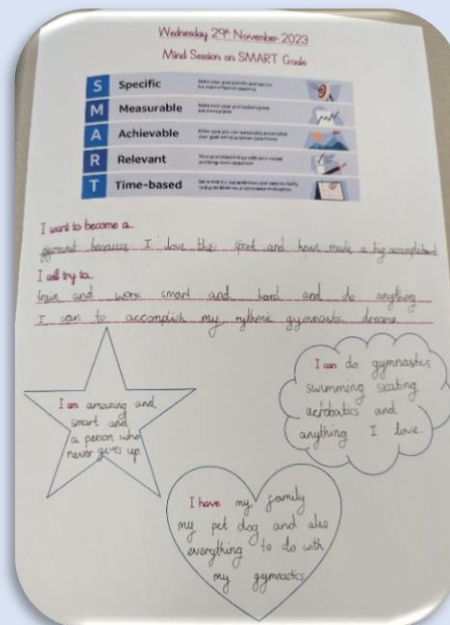 Wednesday 29th November 2023
Mind Session on SMART Goals
S Specific
M Measurable
A Achievable
R Relevant
T Time-based
I want to become a..
gymnast because I love the sport and have made a big
I will try to..
train and work smart and hard and do anything
I can to accomplish my rythmic gymnastic dreams
I am amazing and
smart and
a person who
never gives up.
I can do gymnastics
swimming skating
acrobatics and
anything I love.
I have my family
my pet dog and also
everything to do with
my gymnactics